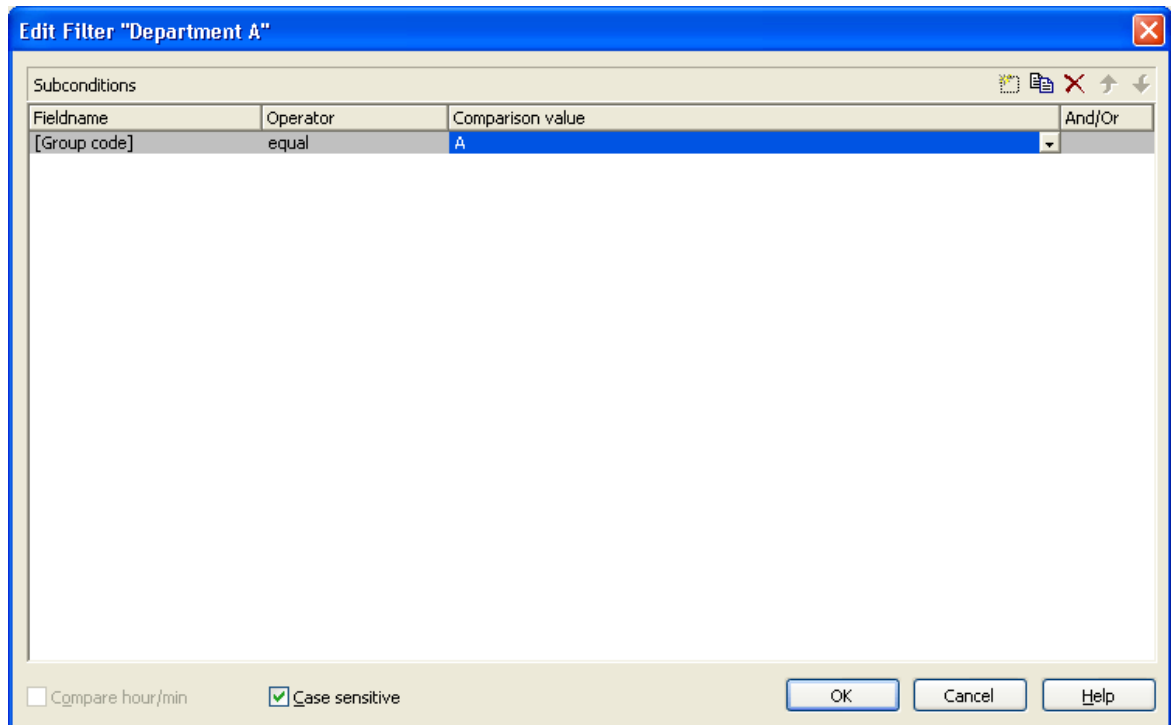 Edit Filter "Department A"
Subconditions
Fieldname Operator Comparison value And/Or
[Group code] equal A
Compare hour/min Case sensitive OK Cancel Help